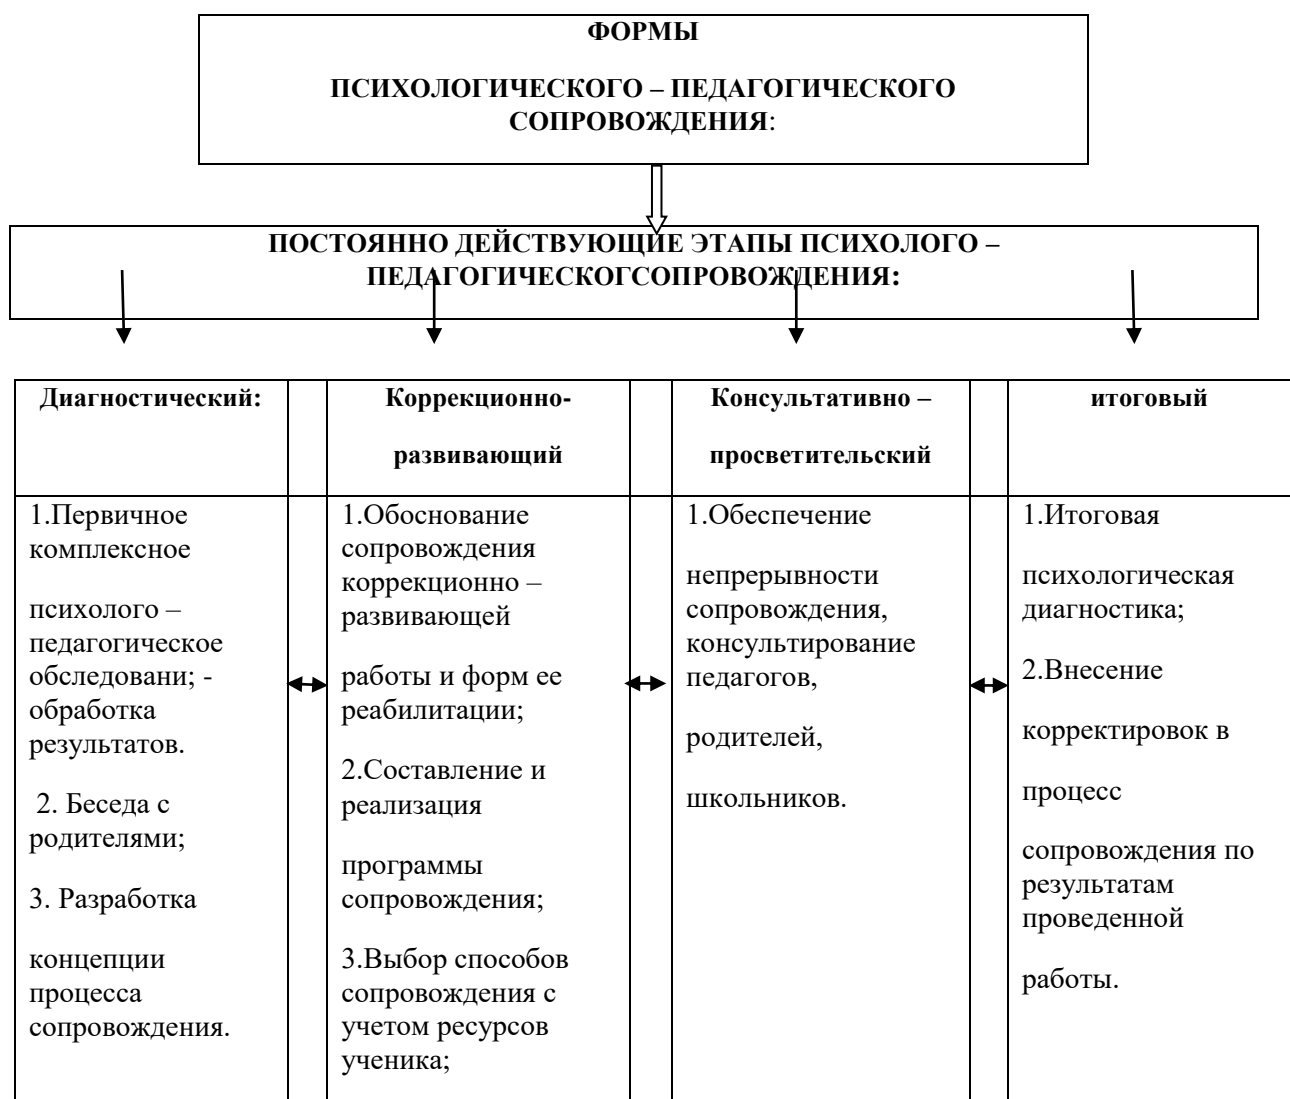 ФОРМЫ
ПСИХОЛОГИЧЕСКОГО – ПЕДАГОГИЧЕСКОГО
СОПРОВОЖДЕНИЯ:
ПОСТОЯННО ДЕЙСТВУЮЩИЕ ЭТАПЫ ПСИХОЛОГО –
ПЕДАГОГИЧЕСКОГОСОПРОВОЖДЕНИЯ:
Диагностический:
1.Первичное
комплексное
психолого –
педагогическое
обследовани; -
обработка
результатов.
2. Беседа с
родителями;
3. Разработка
концепции
процесса
сопровождения.
Коррекционно-
развивающий
1.Обоснование
сопровождения
коррекционно –
развивающей
работы и форм ее
реабилитации;
2.Составление и
реализация
программы
сопровождения;
3.Выбор способов
сопровождения с
учетом ресурсов
ученика;
Консультативно –
просветительский
1.Обеспечение
непрерывности
сопровождения,
консультирование
педагогов,
родителей,
школьников.
итоговый
1.Итоговая
психологическая
диагностика;
2.Внесение
корректировок в
процесс
сопровождения по
результатам
проведенной
работы.